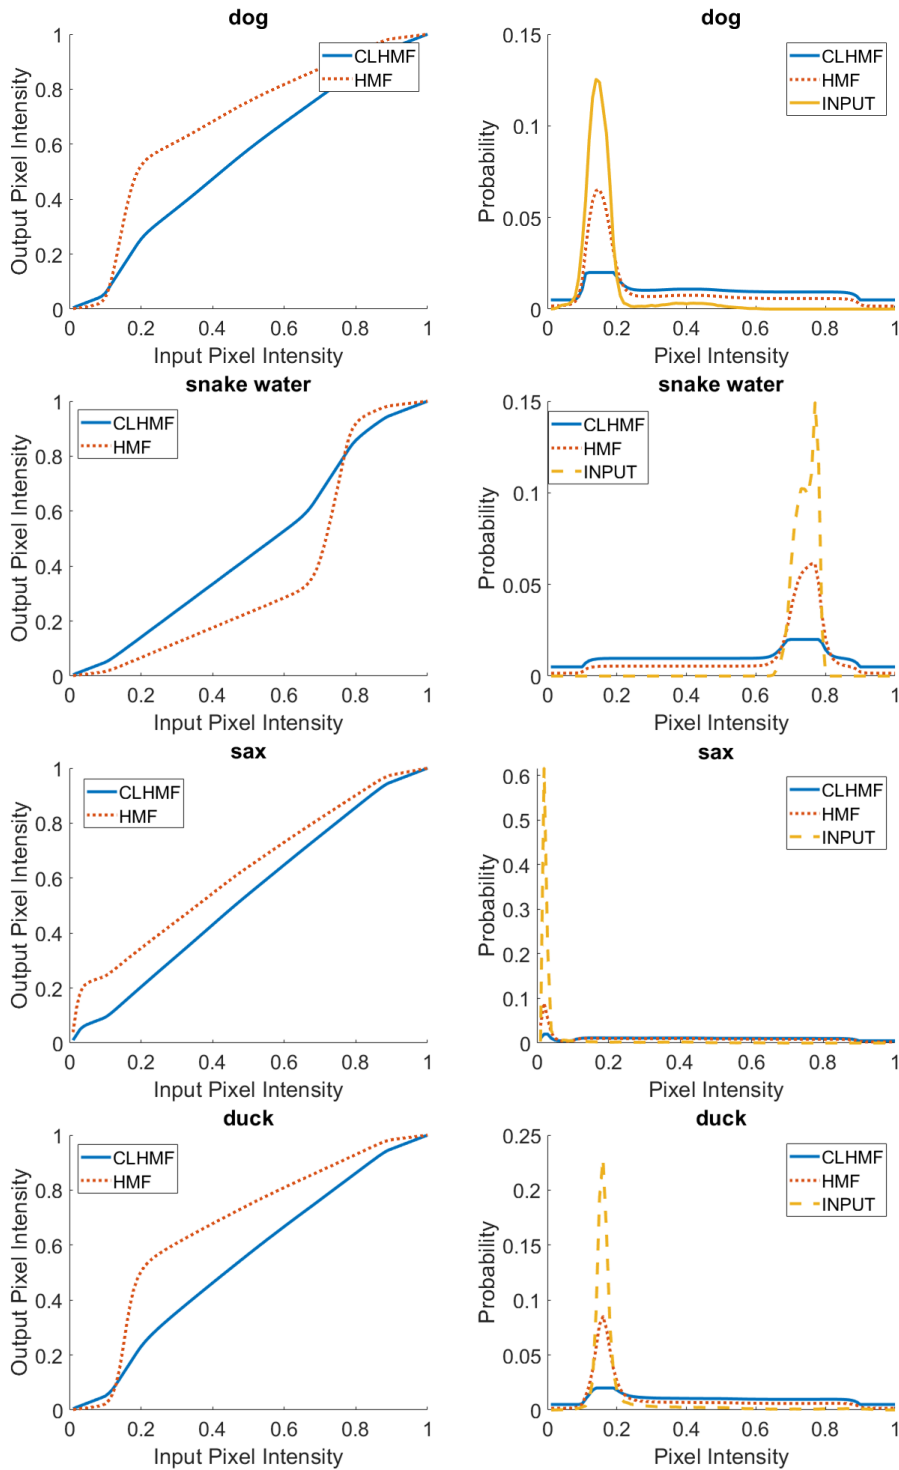 dog
Output Pixel Intensity
1
0.8
0.6
0.4
0.2
0
0 0.2 0.4 0.6 0.8 1
Input Pixel Intensity
CLHMF
HMF
dog
Probability
0.15
0.1
0.05
0
0 0.2 0.4 0.6 0.8 1
Pixel Intensity
CLHMF
HMF
INPUT
snake water
Output Pixel Intensity
1
0.8
0.6
0.4
0.2
0
0 0.2 0.4 0.6 0.8 1
Input Pixel Intensity
CLHMF
HMF
snake water
Probability
0.15
0.1
0.05
0
0 0.2 0.4 0.6 0.8 1
Pixel Intensity
CLHMF
HMF
INPUT
sax
Output Pixel Intensity
1
0.8
0.6
0.4
0.2
0
0 0.2 0.4 0.6 0.8 1
Input Pixel Intensity
CLHMF
HMF
sax
Probability
0.6
0.5
0.4
0.3
0.2
0.1
0
0 0.2 0.4 0.6 0.8 1
Pixel Intensity
CLHMF
HMF
INPUT
duck
Output Pixel Intensity
1
0.8
0.6
0.4
0.2
0
0 0.2 0.4 0.6 0.8 1
Input Pixel Intensity
CLHMF
HMF
duck
Probability
0.25
0.2
0.15
0.1
0.05
0
0 0.2 0.4 0.6 0.8 1
Pixel Intensity
CLHMF
HMF
INPUT